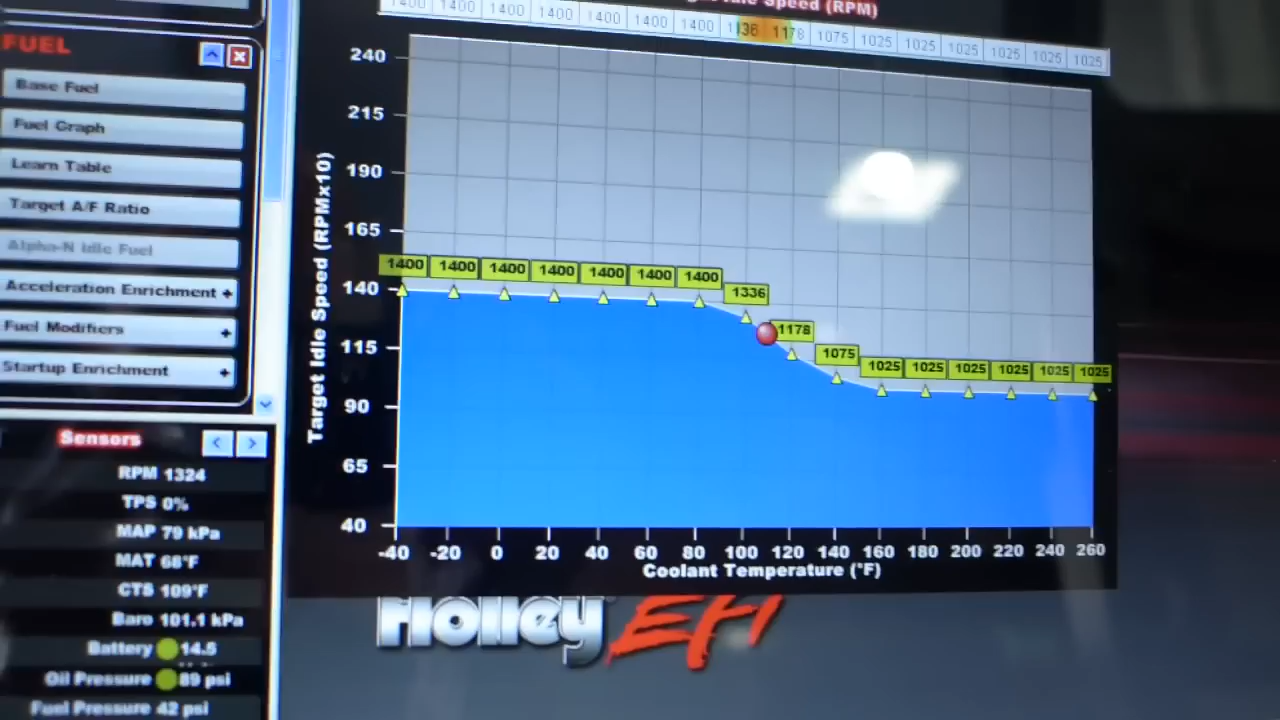 get Idle Speed (RPM)
1400 1400 1400 1400 1400 1400 1400 1336 1178 1075 1025 1025 1025 1025 1025 1025
FUEL
Base Fuel
Fuel Graph
Learn Table
Target A/F Ratio
Alpha-N Idle Fuel
Acceleration Enrichment +
Fuel Modifiers +
Startup Enrichment +
Sensors
RPM 1324
TPS 0%
MAP 79 kPa
MAT 68°F
CTS 109°F
Baro 101.1 kPa
Battery 14.5
Oil Pressure 89 psi
Fuel Pressure 42 psi
Target Idle Speed (RPMx10)
240
215
190
165
140
115
90
65
40
1400 1400 1400 1400 1400 1400 1400 1336 1178 1075 1025 1025 1025 1025 1025 1025
-40 -20 0 20 40 60 80 100 120 140 160 180 200 220 240 260
Coolant Temperature (°F)
Holley EFI